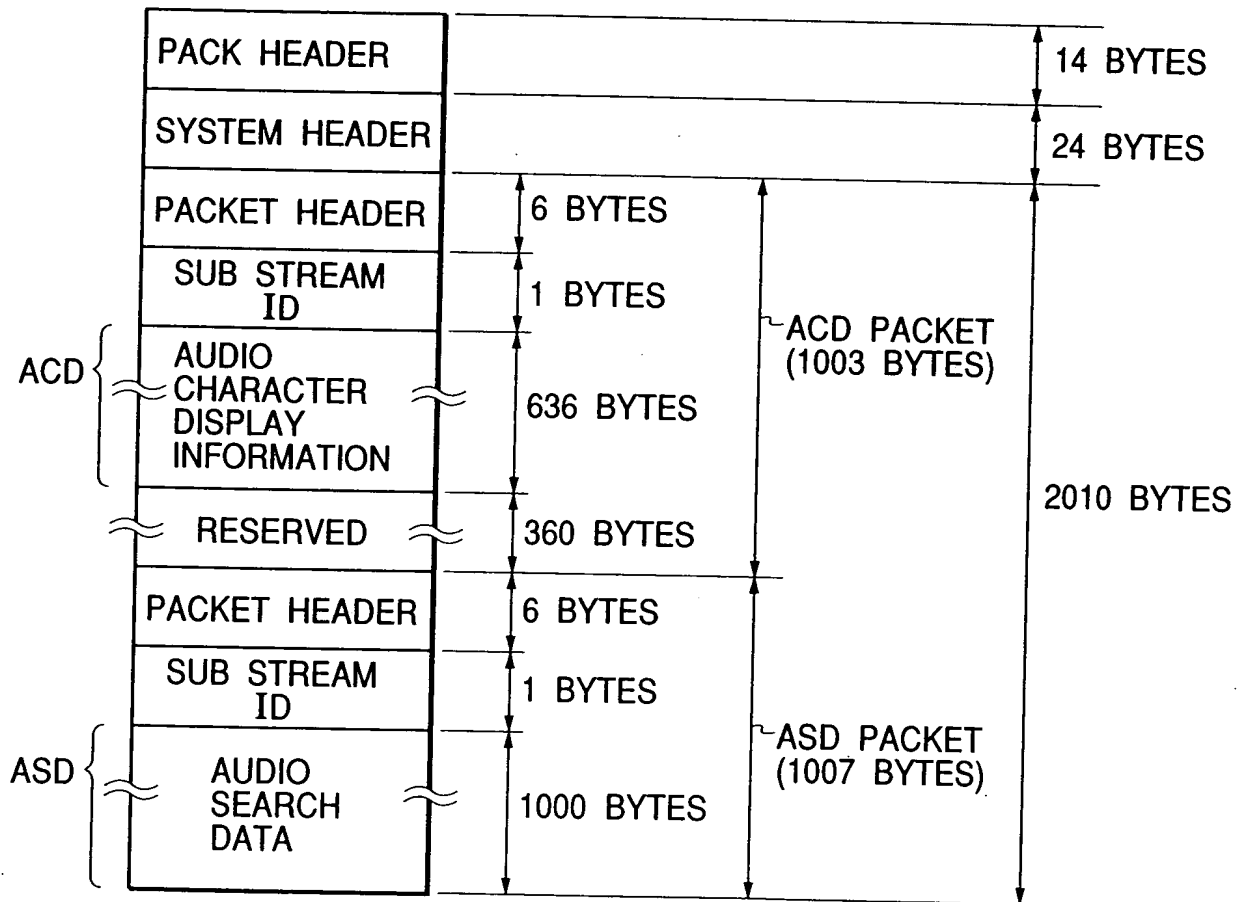 PACK HEADER
14 BYTES
SYSTEM HEADER
24 BYTES
PACKET HEADER
6 BYTES
SUB STREAM
ID
1 BYTES
ACD PACKET
(1003 BYTES)
ACD
AUDIO
CHARACTER
DISPLAY
INFORMATION
636 BYTES
2010 BYTES
RESERVED
360 BYTES
PACKET HEADER
6 BYTES
SUB STREAM
ID
1 BYTES
ASD PACKET
(1007 BYTES)
ASD
AUDIO
SEARCH
DATA
1000 BYTES